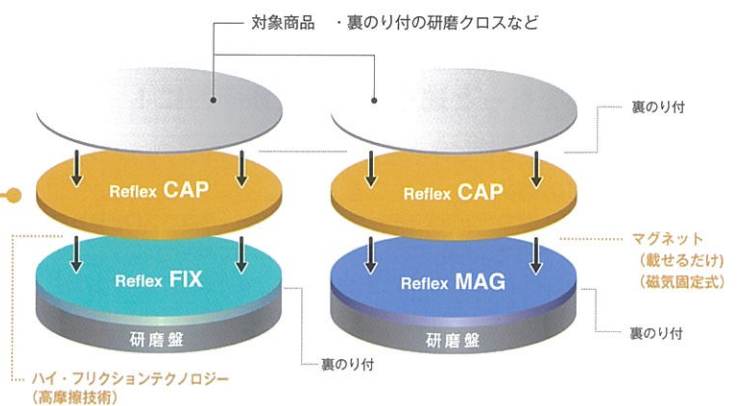 対象商品 ・裏のり付の研磨クロスなど
裏のり付
Reflex CAP
Reflex CAP
マグネット
（載せるだけ)
（磁気固定式）
Reflex FIX
Reflex MAG
研磨盤
研磨盤
裏のり付
裏のり付
ハイ・フリクションテクノロジー
（高摩擦技術）